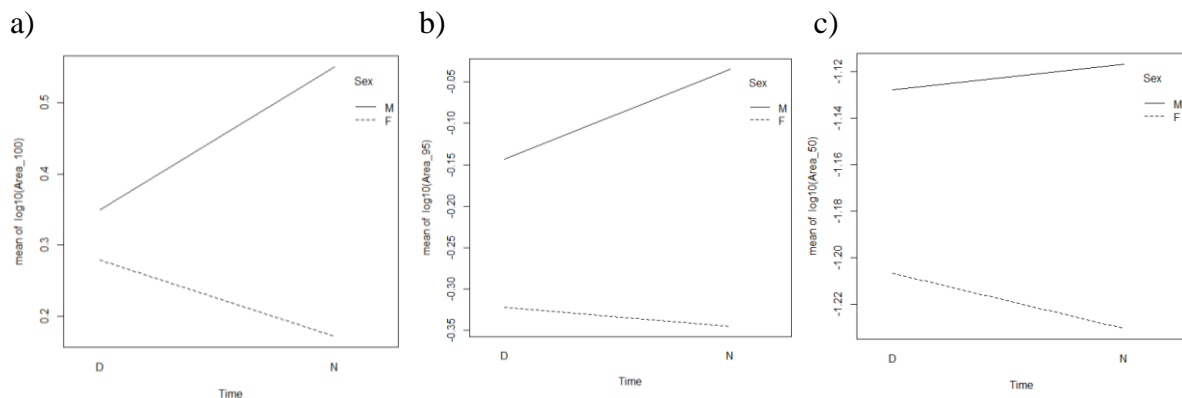 a)
mean of log10(Area_100)
0.5
0.4
0.3
0.2
Sex
M
F
D
N
Time
b)
mean of log10(Area_95)
-0.05
-0.10
-0.15
-0.20
-0.25
-0.30
-0.35
Sex
M
F
D
N
Time
c)
mean of log10(Area_50)
-1.12
-1.14
-1.16
-1.18
-1.20
-1.22
Sex
M
F
D
N
Time